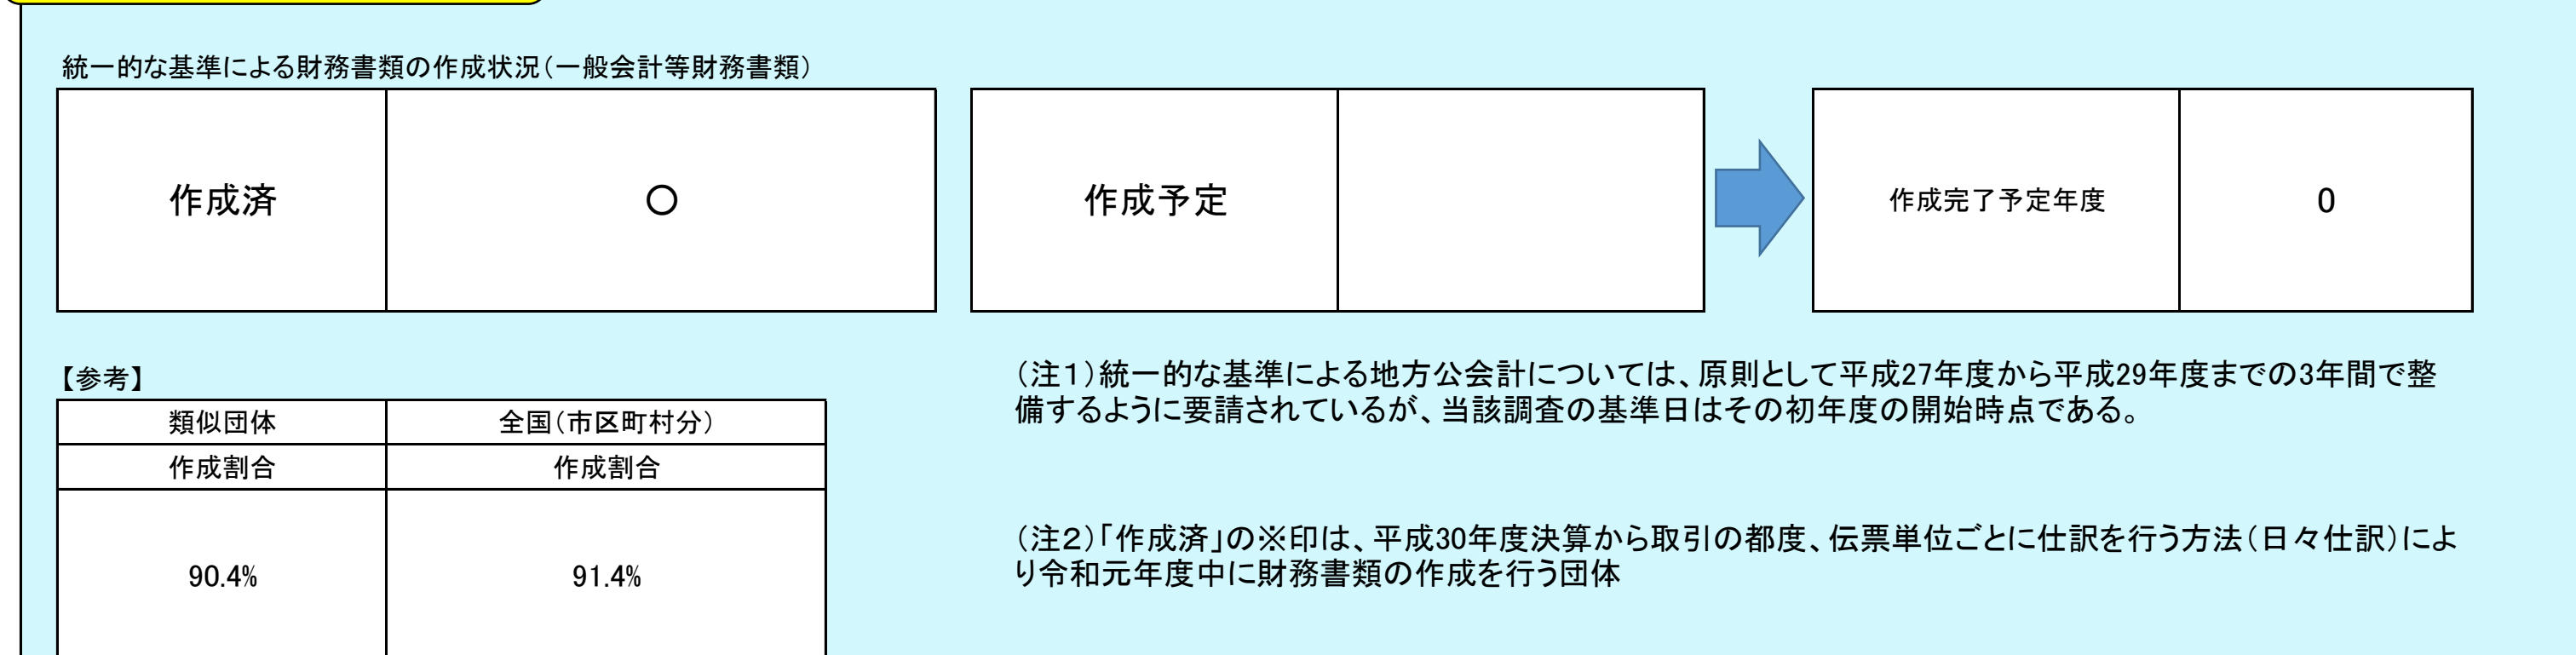 統一的な基準による財務書類の作成状況（一般会計等財務書類）
作成済 ○ 作成予定 作成完了予定年度 0
【参考】
類似団体 全国（市区町村分）
作成割合 作成割合
90.4% 91.4%
（注１）統一的な基準による地方公会計については、原則として平成27年度から平成29年度までの3年間で整
備するように要請されているが、当該調査の基準日はその初年度の開始時点である。
（注２）「作成済」の※印は、平成30年度決算から取引の都度、伝票単位ごとに仕訳を行う方法（日々仕訳）によ
り令和元年度中に財務書類の作成を行う団体